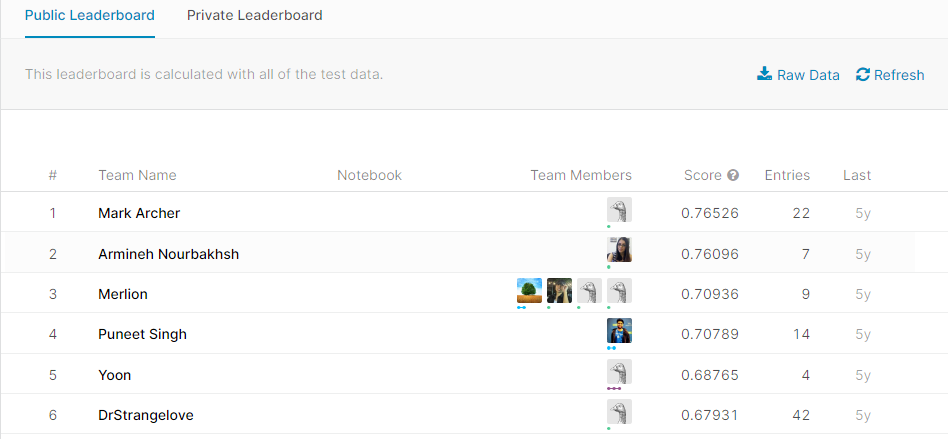 Public Leaderboard Private Leaderboard
This leaderboard is calculated with all of the test data. Raw Data Refresh
# Team Name Notebook Team Members Score Entries Last
1 Mark Archer 0.76526 22 5y
2 Armineh Nourbakhsh 0.76096 7 5y
3 Merlion 0.70936 9 5y
4 Puneet Singh 0.70789 14 5y
5 Yoon 0.68765 4 5y
6 DrStrangelove 0.67931 42 5y